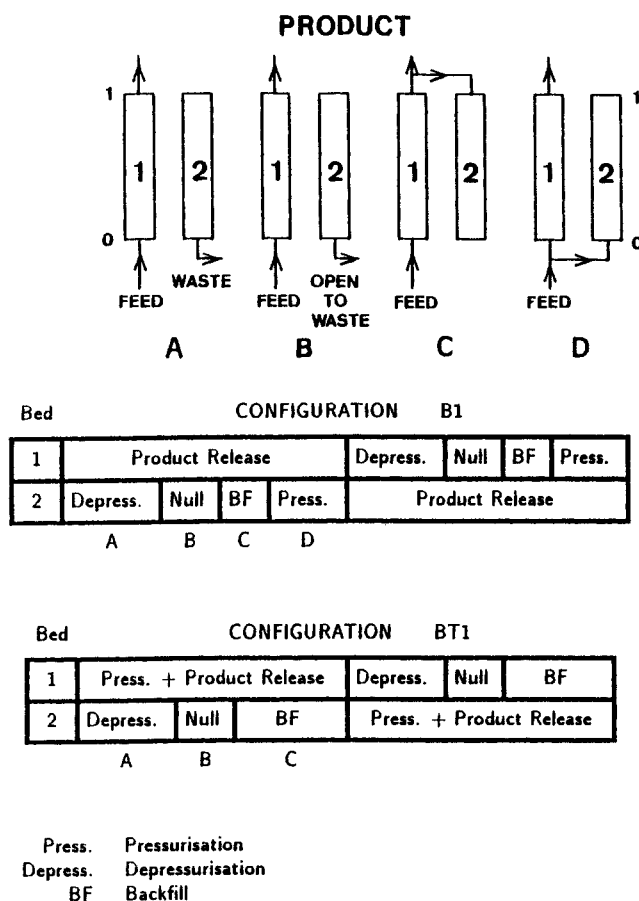 PRODUCT
1 1
1 2 1 2 1 2 1 2
0 0
FEED WASTE FEED OPEN TO WASTE FEED FEED
A B C D
Bed CONFIGURATION B1
1 Product Release Depress. Null BF Press.
2 Depress. Null BF Press. Product Release
A B C D
Bed CONFIGURATION BT1
1 Press. + Product Release Depress. Null BF
2 Depress. Null BF Press. + Product Release
A B C
Press. Pressurisation
Depress. Depressurisation
BF Backfill